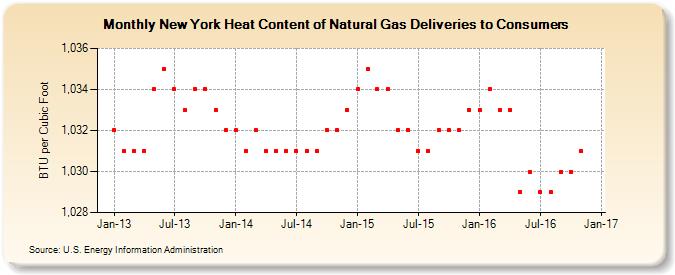 Monthly New York Heat Content of Natural Gas Deliveries to Consumers
BTU per Cubic Foot
1,036
1,034
1,032
1,030
1,028
Jan-13 Jul-13 Jan-14 Jul-14 Jan-15 Jul-15 Jan-16 Jul-16 Jan-17
Source: U.S. Energy Information Administration